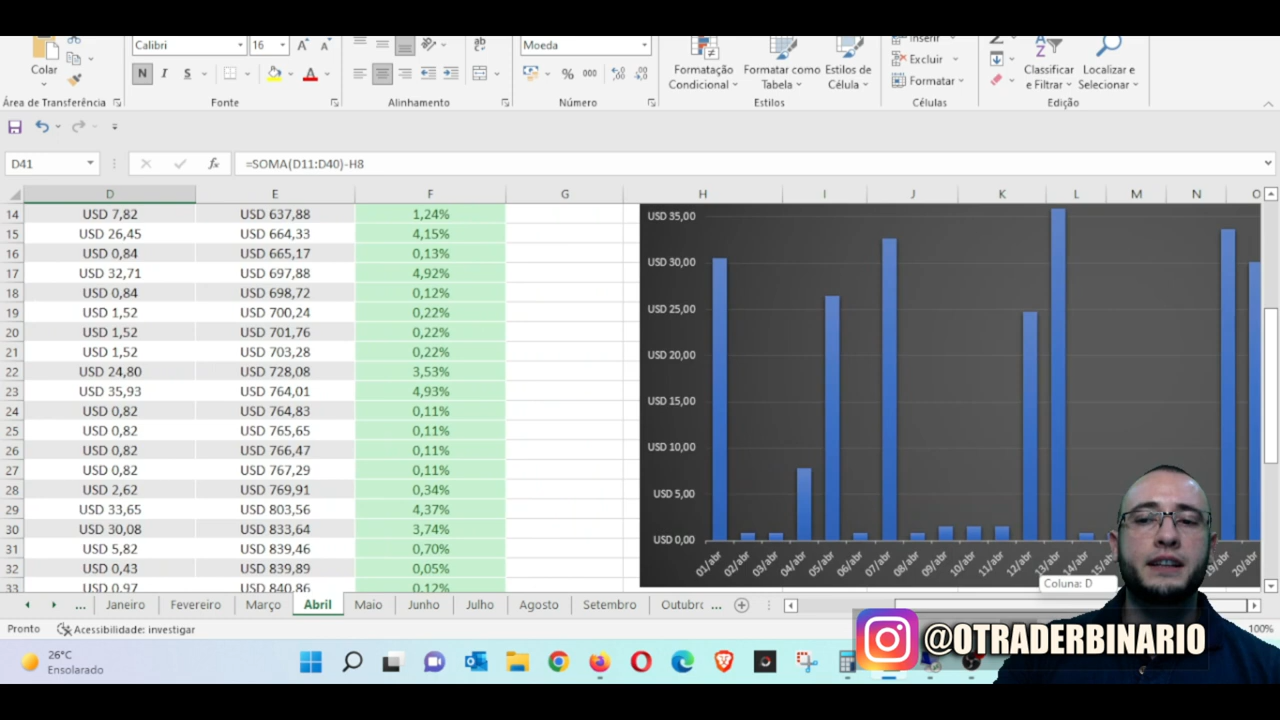 Calibri 16 Moeda Inserir
Colar N I S % 000 Formatação Condicional Formatar como Tabela Estilos de Célula Excluir Formatar Classificar e Filtrar Localizar e Selecionar
Área de Transferência Fonte Alinhamento Número Estilos Células Edição
D41 fx =SOMA(D11:D40)-H8
D E F G H I J K L M N O
14 USD 7,82 USD 637,88 1,24%
15 USD 26,45 USD 664,33 4,15%
16 USD 0,84 USD 665,17 0,13%
17 USD 32,71 USD 697,88 4,92%
18 USD 0,84 USD 698,72 0,12%
19 USD 1,52 USD 700,24 0,22%
20 USD 1,52 USD 701,76 0,22%
21 USD 1,52 USD 703,28 0,22%
22 USD 24,80 USD 728,08 3,53%
23 USD 35,93 USD 764,01 4,93%
24 USD 0,82 USD 764,83 0,11%
25 USD 0,82 USD 765,65 0,11%
26 USD 0,82 USD 766,47 0,11%
27 USD 0,82 USD 767,29 0,11%
28 USD 2,62 USD 769,91 0,34%
29 USD 33,65 USD 803,56 4,37%
30 USD 30,08 USD 833,64 3,74%
31 USD 5,82 USD 839,46 0,70%
32 USD 0,43 USD 839,89 0,05%
33 USD 0,97 USD 840,86 0,12%
USD 35,00
USD 30,00
USD 25,00
USD 20,00
USD 15,00
USD 10,00
USD 5,00
USD 0,00
01/abr 02/abr 03/abr 04/abr 05/abr 06/abr 07/abr 08/abr 09/abr 10/abr 11/abr 12/abr 13/abr 14/abr 19/abr 20/abr
Coluna: D
... Janeiro Fevereiro Março Abril Maio Junho Julho Agosto Setembro Outubro ...
Pronto Acessibilidade: investigar 100%
@OTRADERBINARIO
26°C
Ensolarado